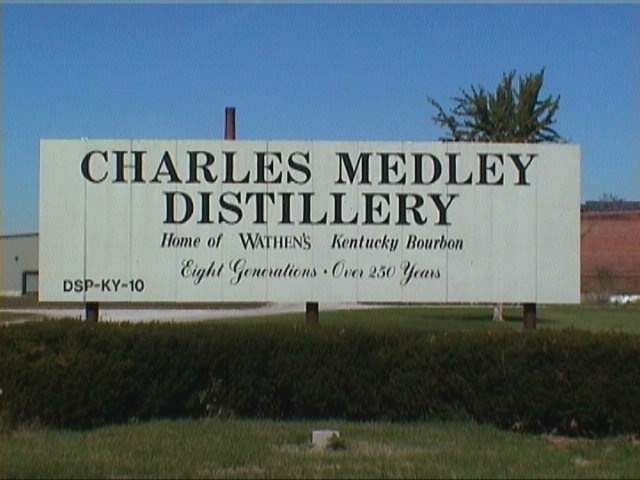 CHARLES MEDLEY
DISTILLERY
Home of WATHEN'S Kentucky Bourbon
Eight Generations • Over 250 Years
DSP-KY-10